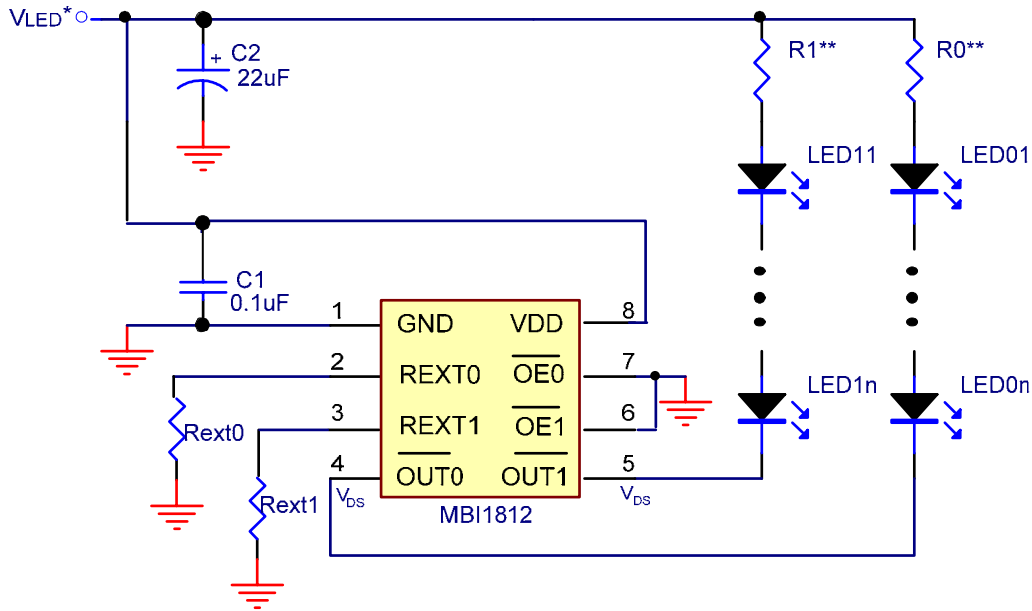 VLED*
C2
+
22uF
R1**
R0**
LED11
LED01
C1
0.1uF
1
GND
VDD
8
2
REXT0
OE0
7
3
REXT1
OE1
6
4
OUT0
OUT1
5
VDS
VDS
Rext0
Rext1
MBI1812
LED1n
LED0n